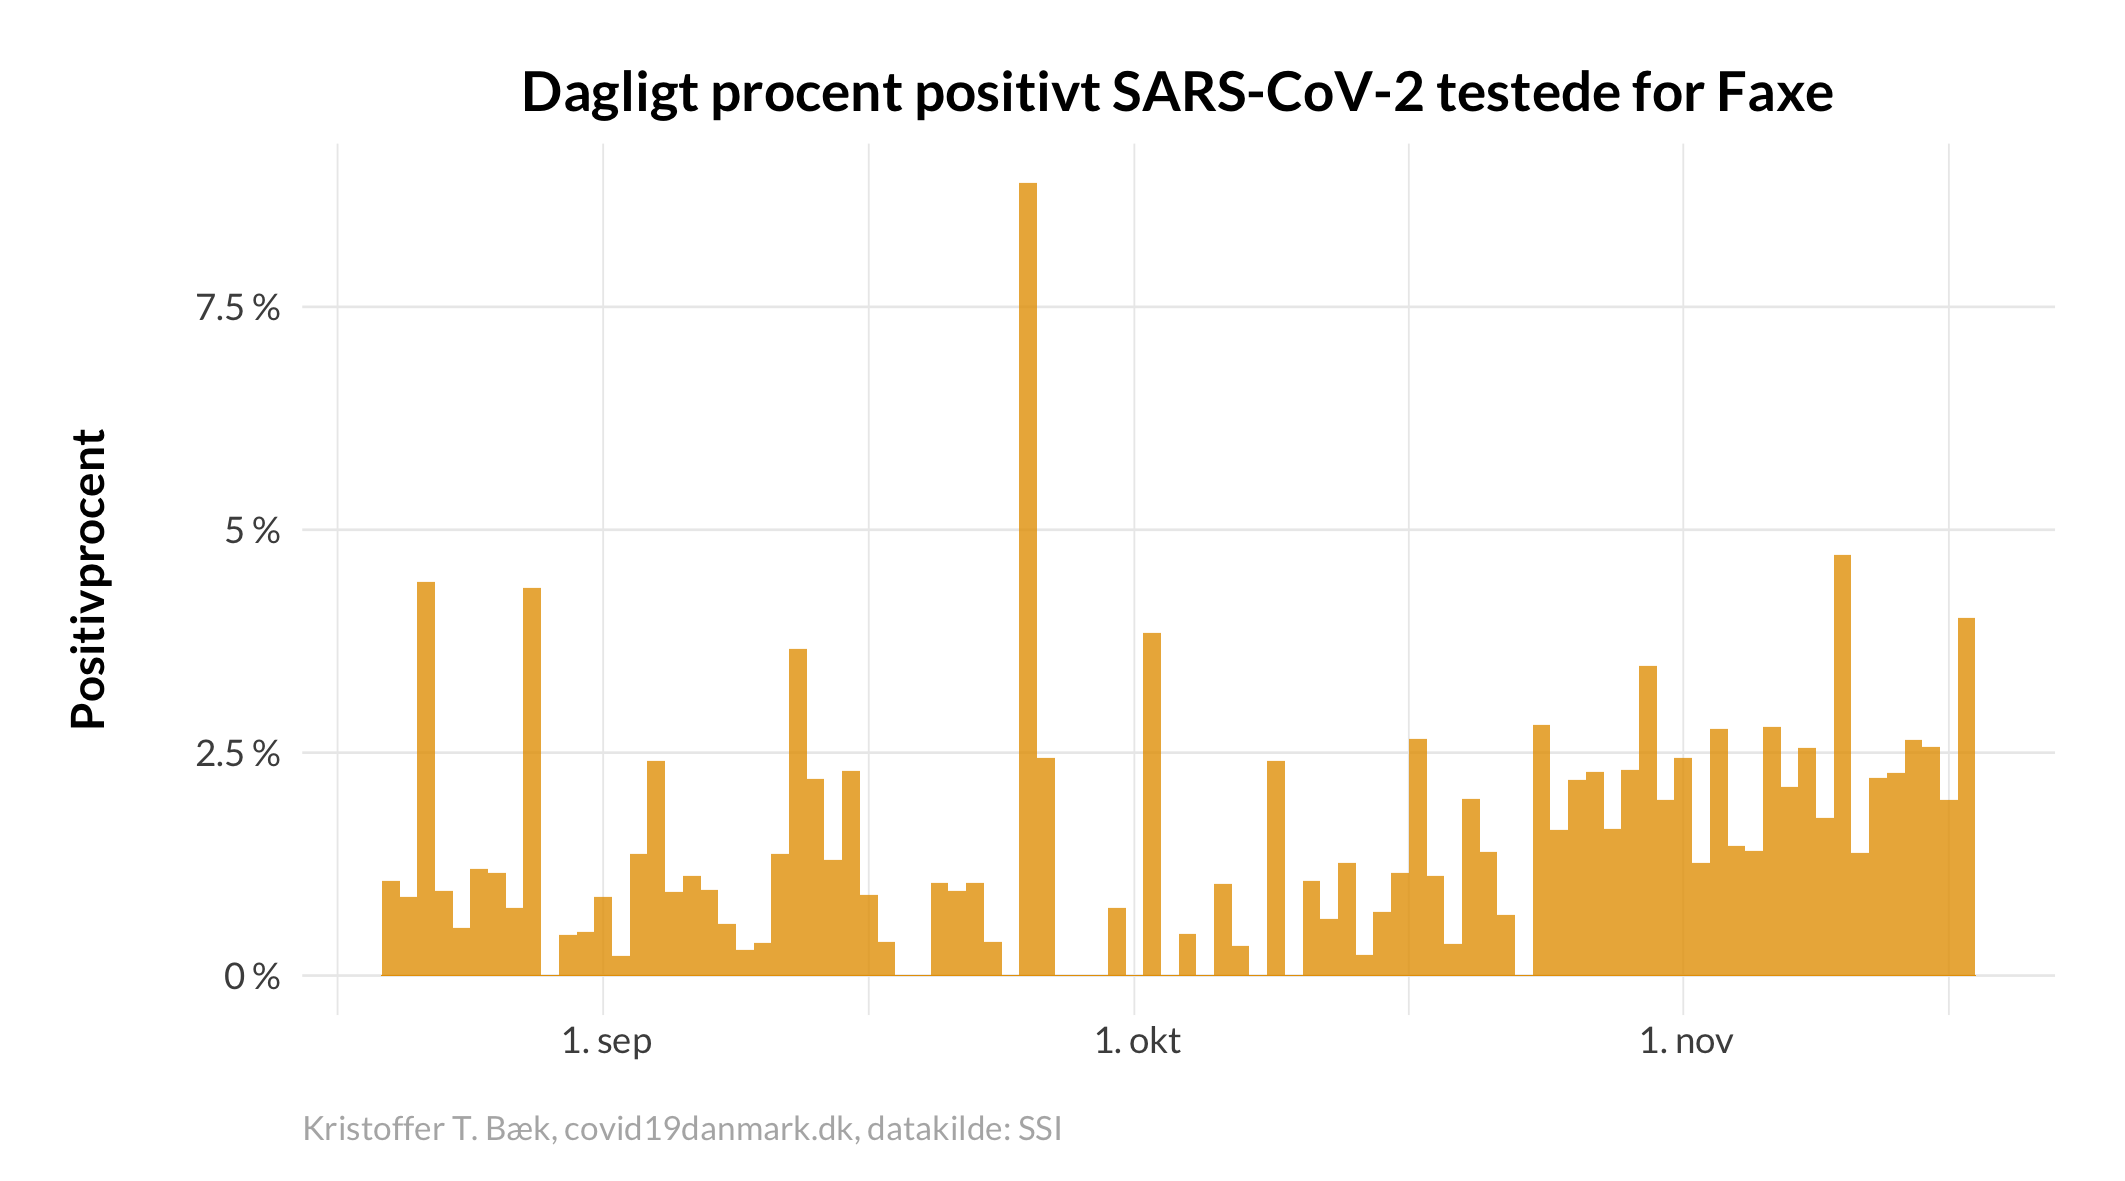 Dagligt procent positivt SARS-CoV-2 testede for Faxe
Positivprocent
7.5 %
5 %
2.5 %
0 %
1. sep
1. okt
1. nov
Kristoffer T. Bæk, covid19danmark.dk, datakilde: SSI